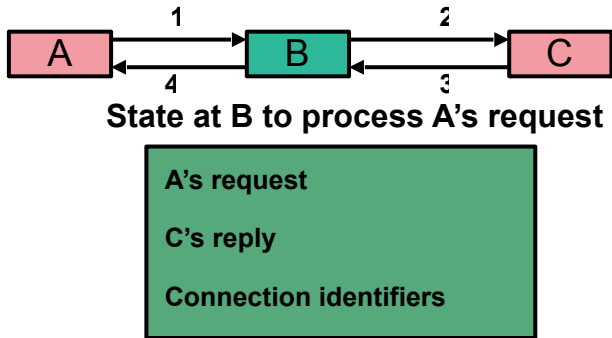 1
2
A
B
C
4
3
State at B to process A's request
A's request
C's reply
Connection identifiers